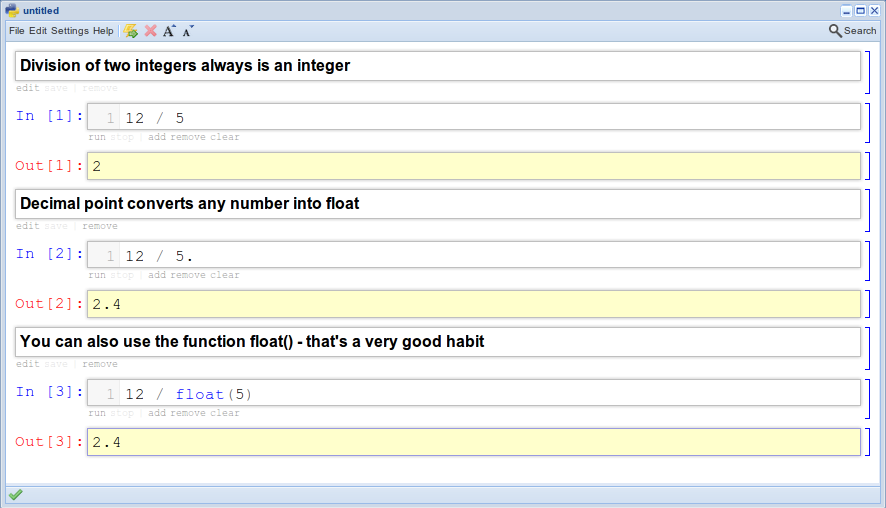 untitled
File Edit Settings Help A A Search
Division of two integers always is an integer
edit save | remove
In [1]: 1 12 / 5
run stop | add remove clear
Out[1]: 2
Decimal point converts any number into float
edit save | remove
In [2]: 1 12 / 5.
run stop | add remove clear
Out[2]: 2.4
You can also use the function float() - that's a very good habit
edit save | remove
In [3]: 1 12 / float(5)
run stop | add remove clear
Out[3]: 2.4